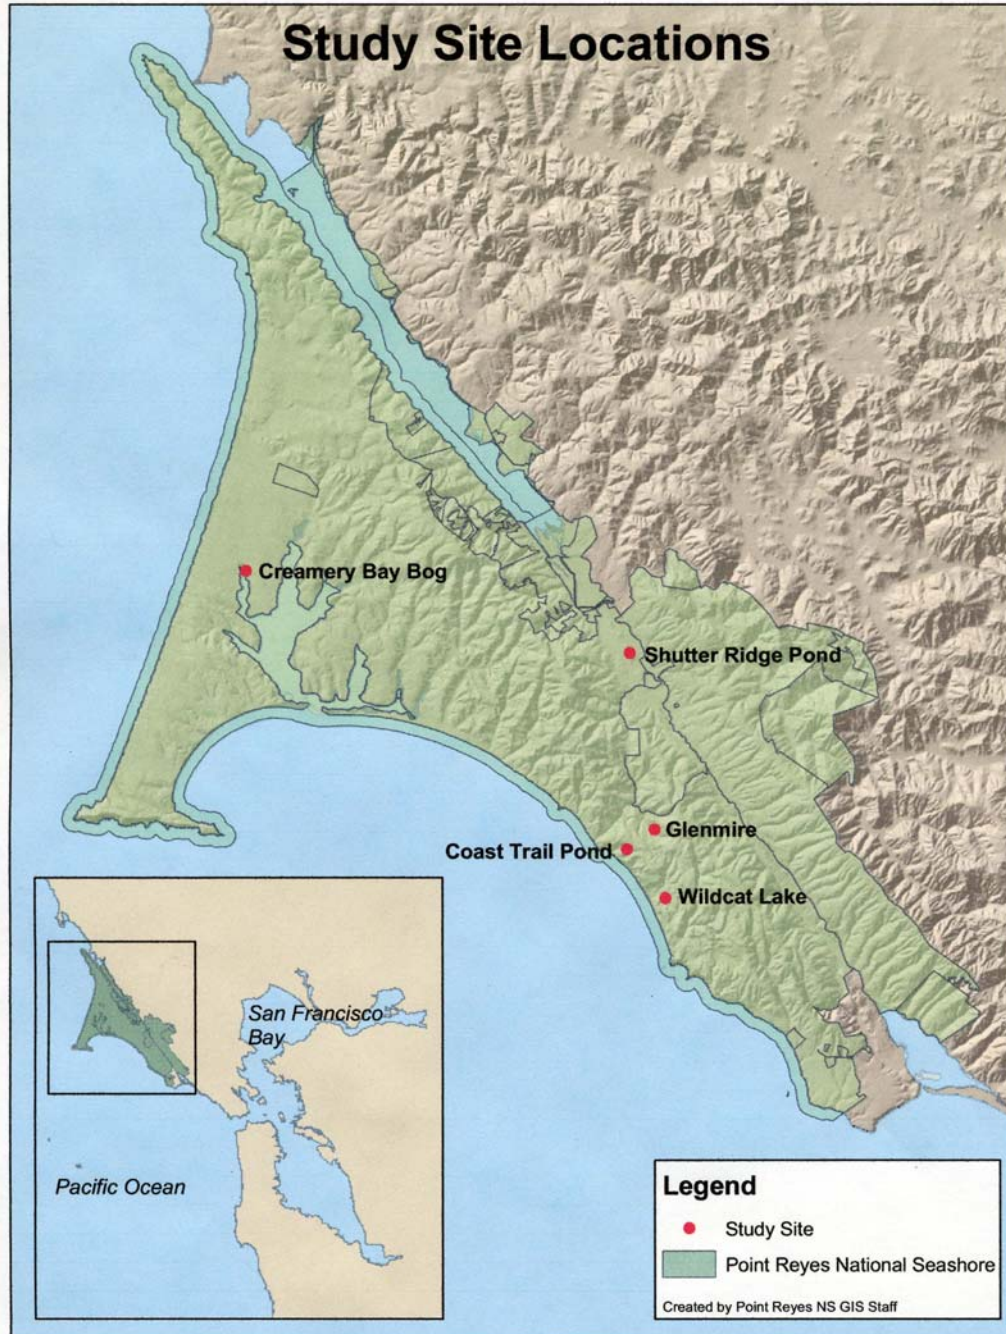 Study Site Locations
Creamery Bay Bog
Shutter Ridge Pond
Glenmire
Coast Trail Pond
Wildcat Lake
San Francisco
Bay
Pacific Ocean
Legend
Study Site
Point Reyes National Seashore
Created by Point Reyes NS GIS Staff